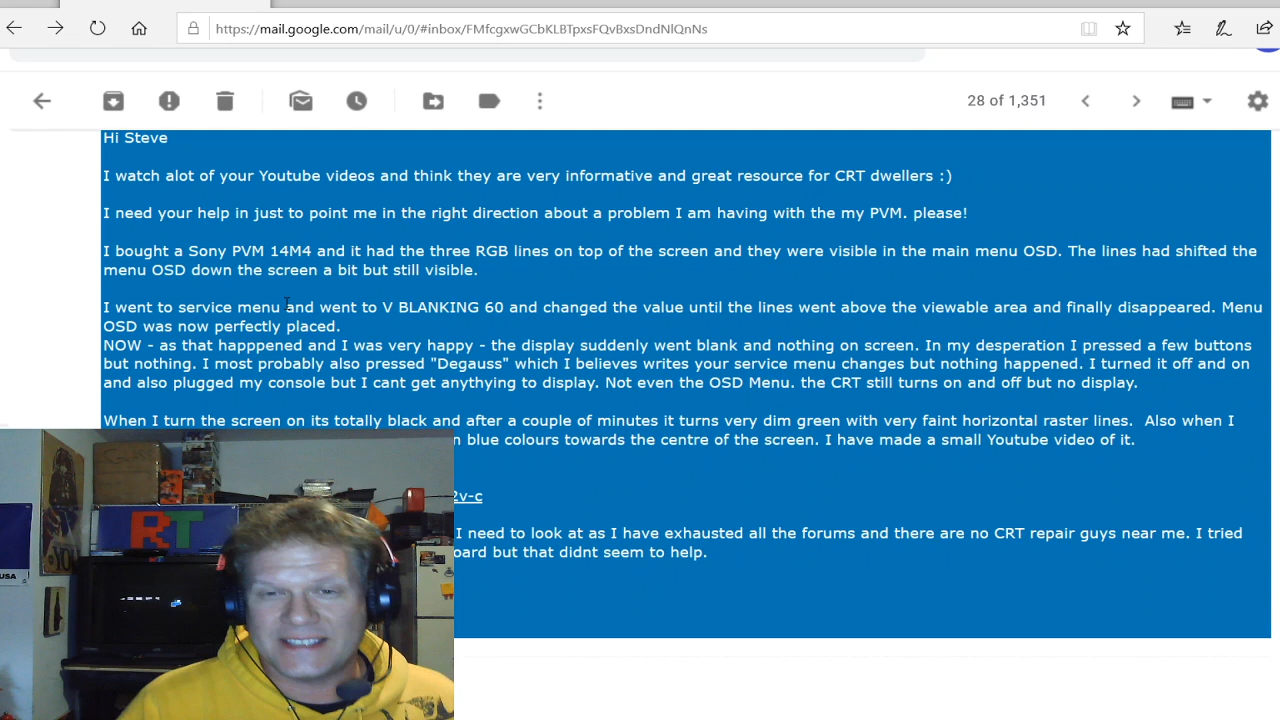 https://mail.google.com/mail/u/0/#inbox/FMfcgxwGCbKLBTpxsFQvBxsDndNlQnNs
28 of 1,351
Hi Steve
I watch alot of your Youtube videos and think they are very informative and great resource for CRT dwellers :)
I need your help in just to point me in the right direction about a problem I am having with the my PVM. please!
I bought a Sony PVM 14M4 and it had the three RGB lines on top of the screen and they were visible in the main menu OSD. The lines had shifted the
menu OSD down the screen a bit but still visible.
I went to service menu and went to V BLANKING 60 and changed the value until the lines went above the viewable area and finally disappeared. Menu
OSD was now perfectly placed.
NOW - as that happpened and I was very happy - the display suddenly went blank and nothing on screen. In my desperation I pressed a few buttons
but nothing. I most probably also pressed "Degauss" which I believes writes your service menu changes but nothing happened. I turned it off and on
and also plugged my console but I cant get anythying to display. Not even the OSD Menu. the CRT still turns on and off but no display.
When I turn the screen on its totally black and after a couple of minutes it turns very dim green with very faint horizontal raster lines.  Also when I
n blue colours towards the centre of the screen. I have made a small Youtube video of it.
2v-c
I need to look at as I have exhausted all the forums and there are no CRT repair guys near me. I tried
oard but that didnt seem to help.
RT
USA
YO